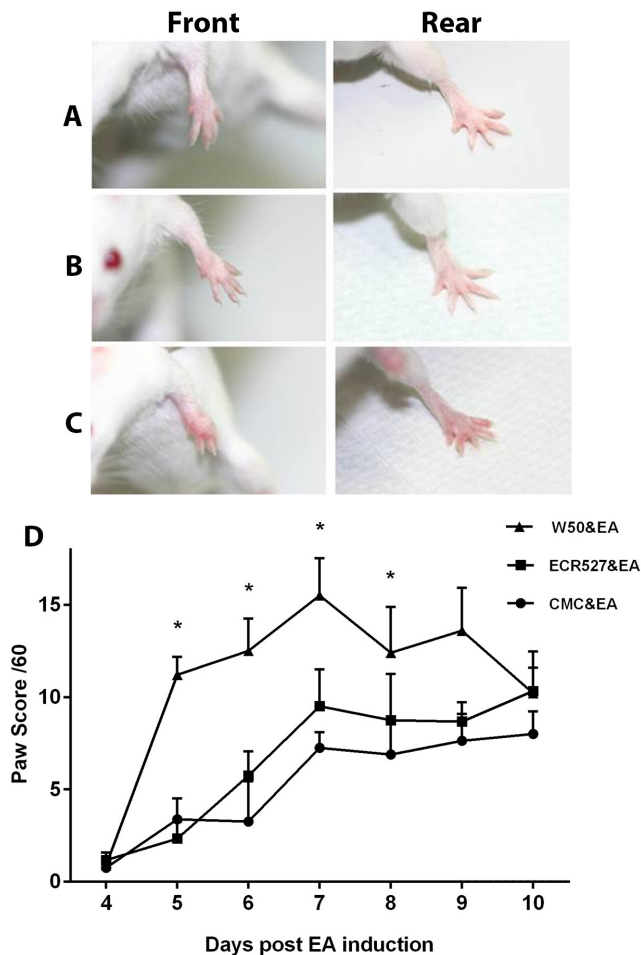 Front Rear
A
B
C
D
*
*
*
*
W50&EA
ECR527&EA
CMC&EA
Paw Score /60
15
10
5
0
4 5 6 7 8 9 10
Days post EA induction